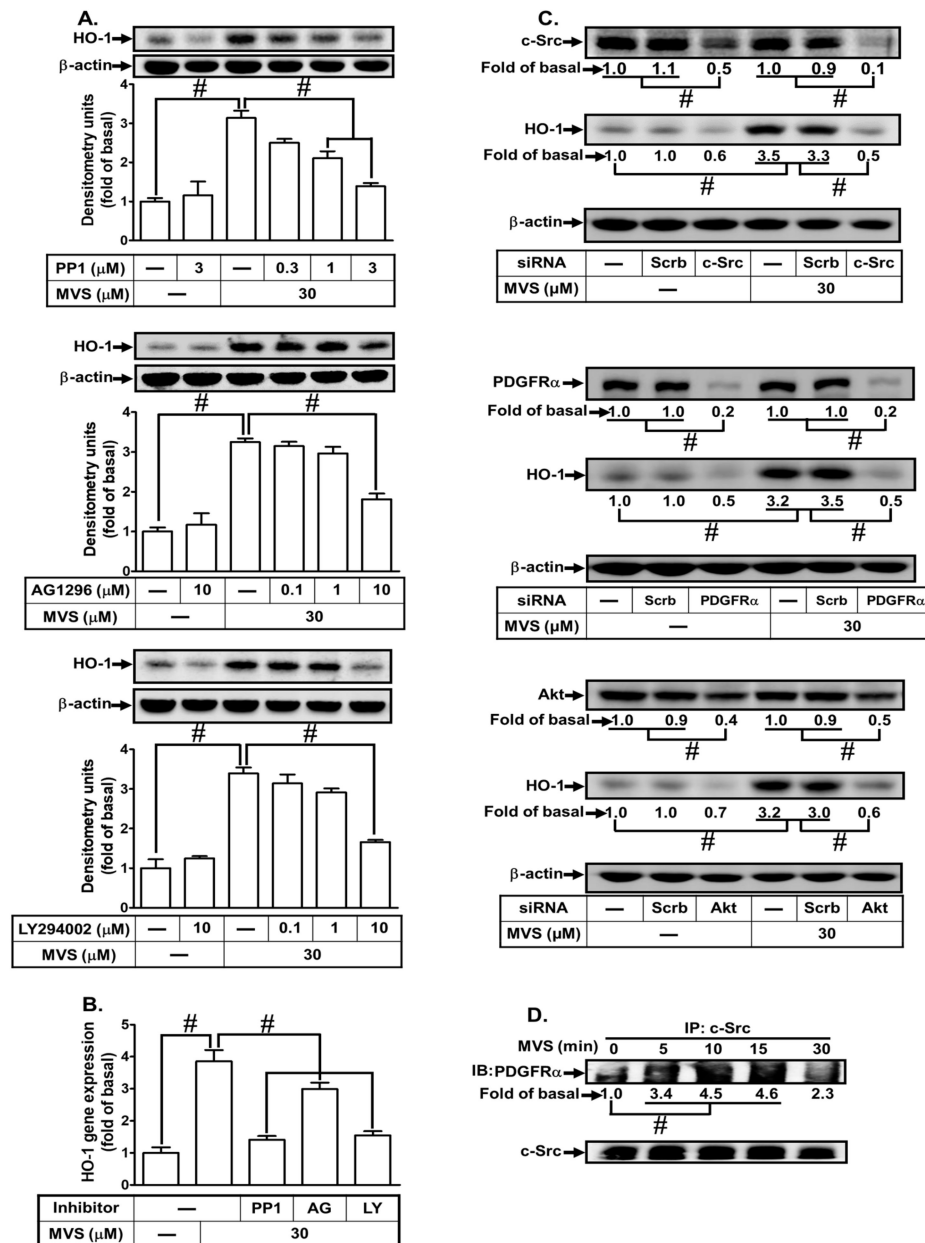 A.
HO-1
β-actin
# #
Densitometry units
(fold of basal)
4
3
2
1
0
PP1 (μM) — 3 — 0.3 1 3
MVS (μM) — 30
HO-1
β-actin
# #
Densitometry units
(fold of basal)
4
3
2
1
0
AG1296 (μM) — 10 — 0.1 1 10
MVS (μM) — 30
HO-1
β-actin
# #
Densitometry units
(fold of basal)
4
3
2
1
0
LY294002 (μM) — 10 — 0.1 1 10
MVS (μM) — 30
B.
# #
HO-1 gene expression
(fold of basal)
5
4
3
2
1
0
Inhibitor — PP1 AG LY
MVS (μM) — 30
C.
c-Src
Fold of basal 1.0 1.1 0.5 1.0 0.9 0.1
# #
HO-1
Fold of basal 1.0 1.0 0.6 3.5 3.3 0.5
# #
β-actin
siRNA — Scrb c-Src — Scrb c-Src
MVS (μM) — 30
PDGFRα
Fold of basal 1.0 1.0 0.2 1.0 1.0 0.2
# #
HO-1
1.0 1.0 0.5 3.2 3.5 0.5
# #
β-actin
siRNA — Scrb PDGFRα — Scrb PDGFRα
MVS (μM) — 30
Akt
Fold of basal 1.0 0.9 0.4 1.0 0.9 0.5
# #
HO-1
Fold of basal 1.0 1.0 0.7 3.2 3.0 0.6
# #
β-actin
siRNA — Scrb Akt — Scrb Akt
MVS (μM) — 30
D.
IP: c-Src
MVS (min) 0 5 10 15 30
IB:PDGFRα
Fold of basal 1.0 3.4 4.5 4.6 2.3
#
c-Src